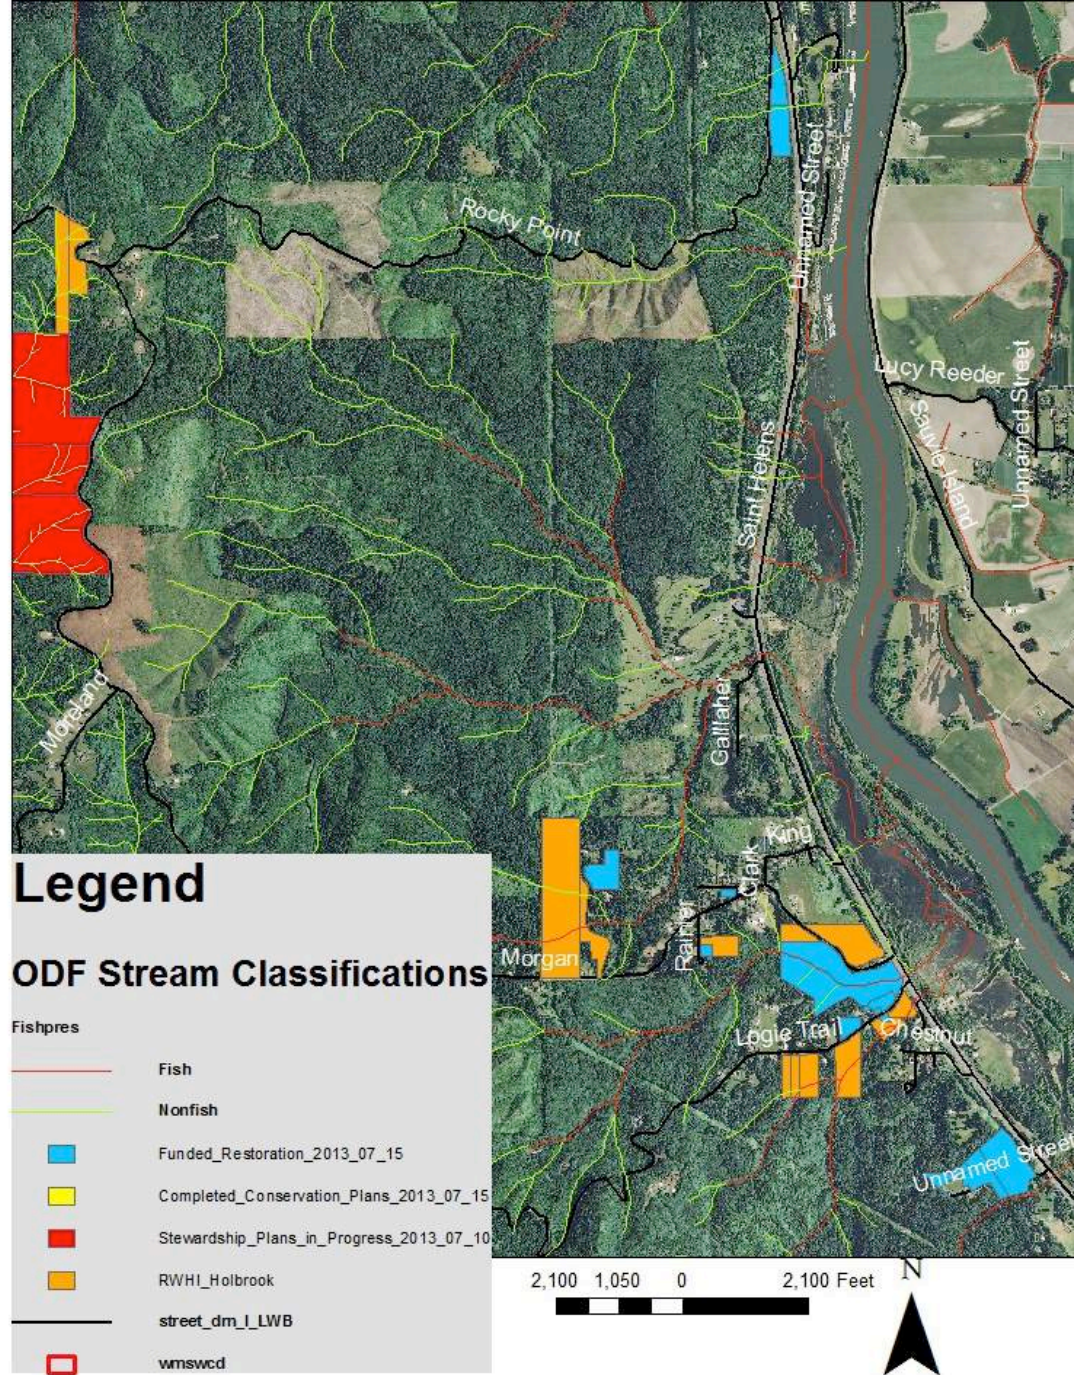 Rocky Point
Unnamed Street
Lucy Reeder
Unnamed Street
Sauvie Island
Saint Helens
Moreland
Galllaher
King
Clark
Rainier
Morgan
Logie Trail
Chestnut
Unnamed Street
Legend
ODF Stream Classifications
Fishpres
Fish
Nonfish
Funded_Restoration_2013_07_15
Completed_Conservation_Plans_2013_07_15
Stewardship_Plans_in_Progress_2013_07_10
RWHI_Holbrook
street_dm_l_LWB
wmswcd
2,100 1,050 0 2,100 Feet
N